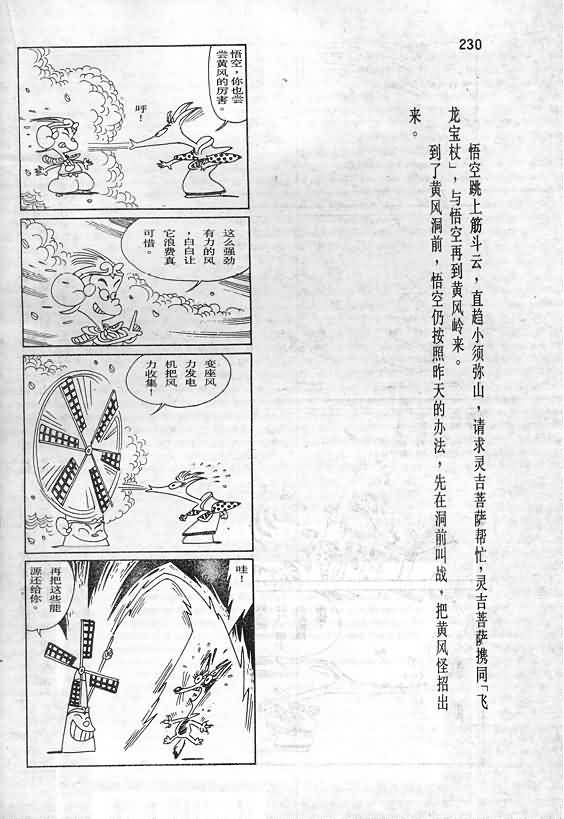 230
悟空跳上筋斗云，直趋小须弥山，请求灵吉菩萨帮忙，灵吉菩萨携同「飞
龙宝杖」，与悟空再到黄风岭来。
到了黄风洞前，悟空仍按照昨天的办法，先在洞前叫战，把黄风怪招出
来。
悟空，你也尝
尝黄风的厉害
呼！
这么强劲
有力的风
，白白让
它浪费真
可惜。
变座风
力发电
机把风
力收集！
哇！
再把这些能
源还给你。